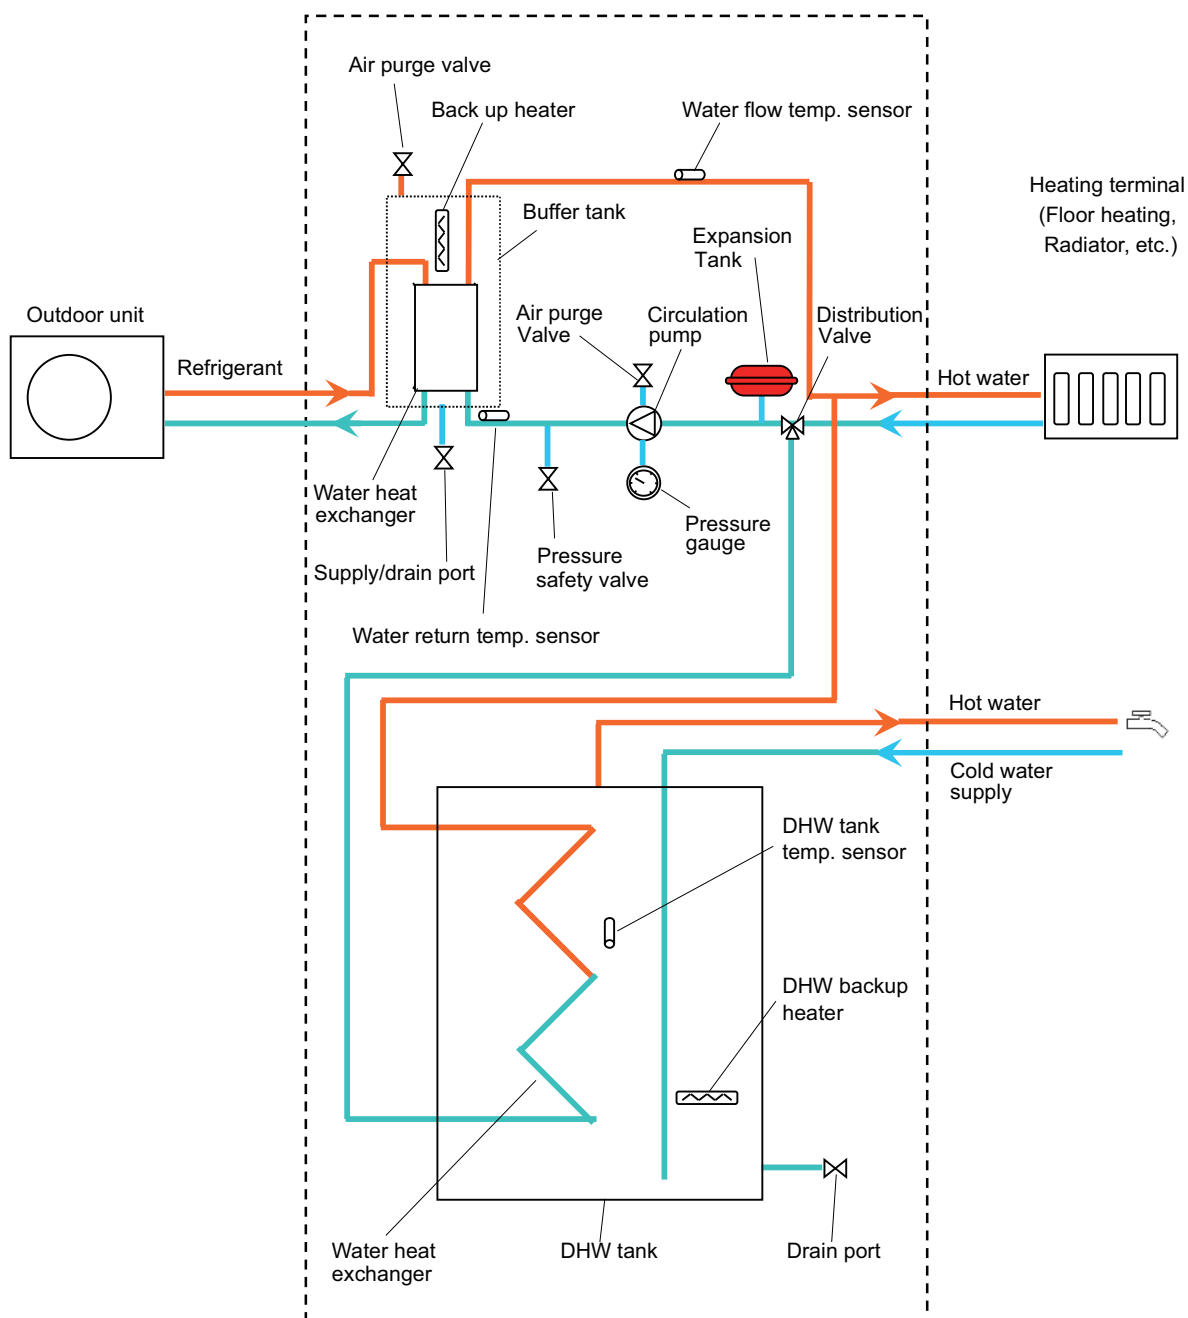 Air purge valve
Back up heater
Water flow temp. sensor
Heating terminal
(Floor heating,
Radiator, etc.)
Buffer tank
Expansion
Tank
Outdoor unit
Air purge
Valve
Circulation
pump
Distribution
Valve
Refrigerant
Hot water
Water heat
exchanger
Pressure
gauge
Supply/drain port
Pressure
safety valve
Water return temp. sensor
Hot water
Cold water
supply
DHW tank
temp. sensor
DHW backup
heater
Water heat
exchanger
DHW tank
Drain port